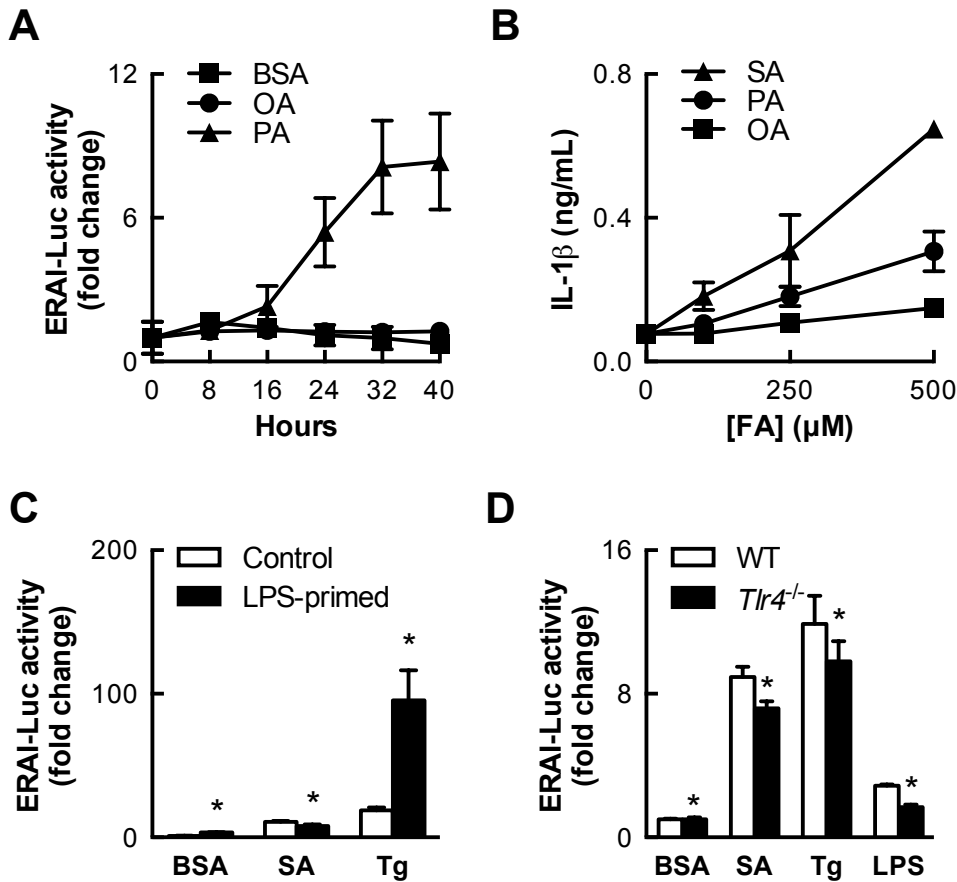 A
ERAI-Luc activity
(fold change)
12
6
0
BSA
OA
PA
0 8 16 24 32 40
Hours
B
IL-1β (ng/mL)
0.8
0.4
0.0
SA
PA
OA
0 250 500
[FA] (µM)
C
ERAI-Luc activity
(fold change)
200
100
0
Control
LPS-primed
* * *
BSA SA Tg
D
ERAI-Luc activity
(fold change)
16
8
0
WT
Tlr4-/-
* * * *
BSA SA Tg LPS